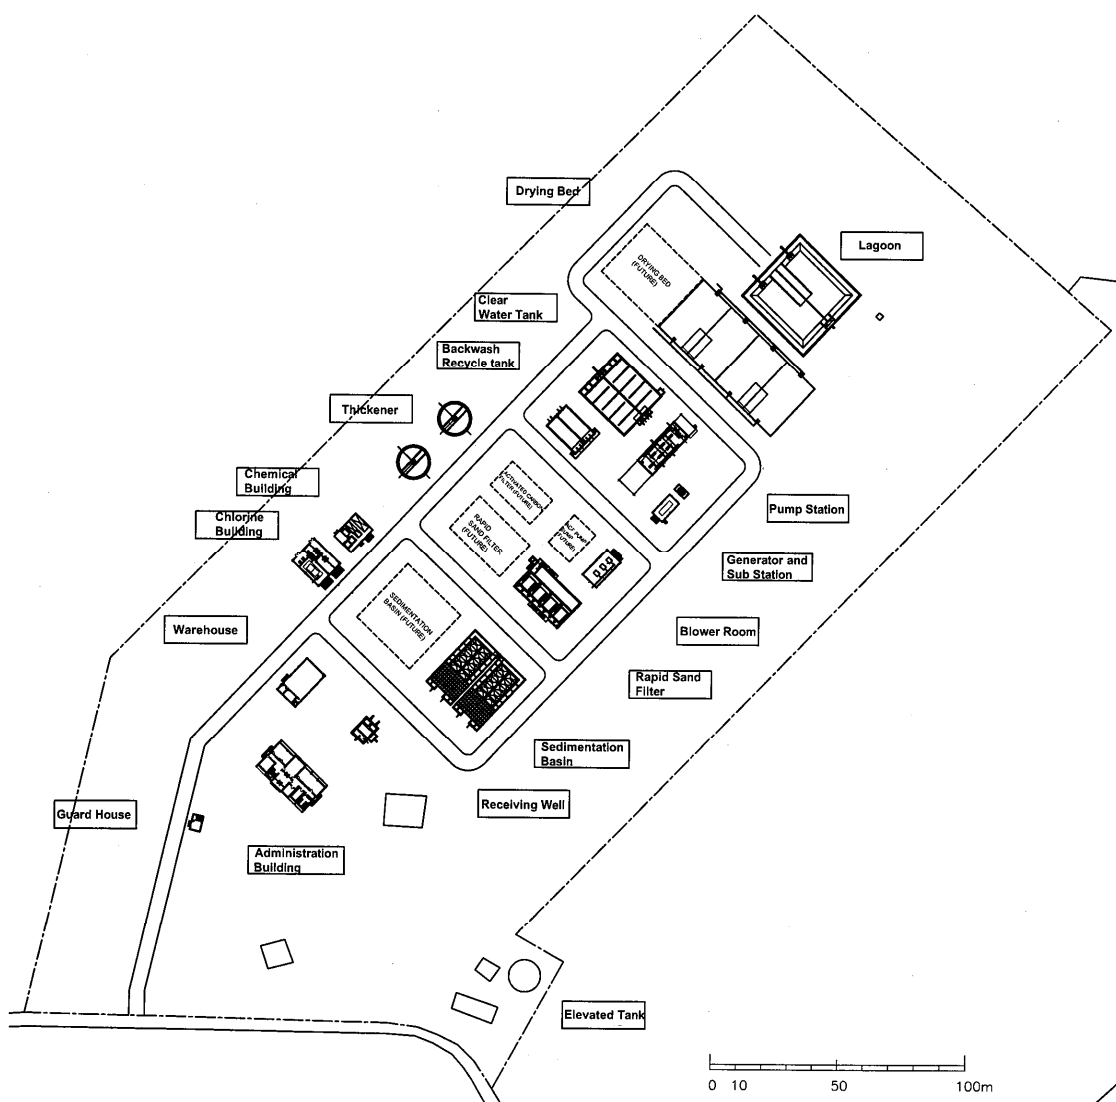 Drying Bed
Lagoon
DRYING BED
(FUTURE)
Clear
Water Tank
Backwash
Recycle tank
Thickener
Chemical
Building
Chlorine
Building
ACTIVATED CARBON
FILTER (FUTURE)
RAPID
SAND FILTER
(FUTURE)
PUMP
(FUTURE)
Pump Station
Generator and
Sub Station
SEDIMENTATION
BASIN (FUTURE)
Warehouse
Blower Room
Rapid Sand
Filter
Sedimentation
Basin
Receiving Well
Guard House
Administration
Building
Elevated Tank
0 10 50 100m